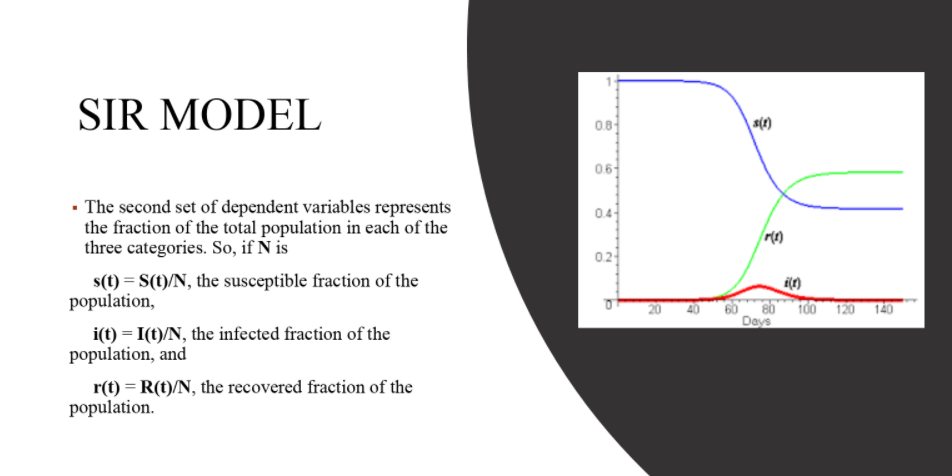 SIR MODEL
▪ The second set of dependent variables represents
the fraction of the total population in each of the
three categories. So, if N is
s(t) = S(t)/N, the susceptible fraction of the
population,
i(t) = I(t)/N, the infected fraction of the
population, and
r(t) = R(t)/N, the recovered fraction of the
population.
1
0.8
0.6
0.4
0.2
0
s(t)
r(t)
i(t)
20 40 60 80 100 120 140
Days